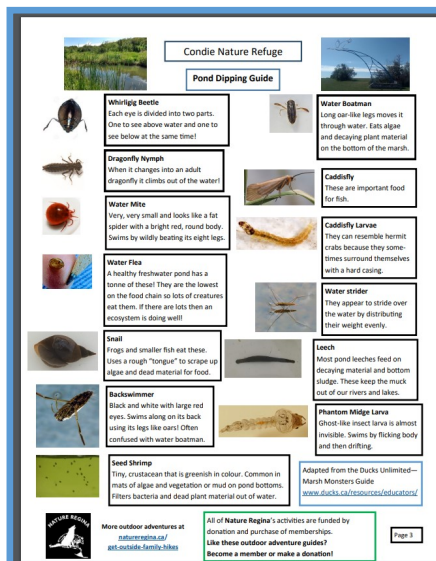 Condie Nature Refuge
Pond Dipping Guide
Whirligig Beetle
Each eye is divided into two parts.
One to see above water and one to
see below at the same time!
Dragonfly Nymph
When it changes into an adult
dragonfly it climbs out of the water!
Water Mite
Very, very small and looks like a fat
spider with a bright red, round body.
Swims by wildly beating its eight legs.
Water Flea
A healthy freshwater pond has a
tonne of these! They are the lowest
on the food chain so lots of creatures
eat them. If there are lots then an
ecosystem is doing well!
Snail
Frogs and smaller fish eat these.
Uses a rough "tongue" to scrape up
algae and dead material for food.
Backswimmer
Black and white with large red
eyes. Swims along on its back
using its legs like oars! Often
confused with water boatman.
Seed Shrimp
Tiny, crustacean that is greenish in colour. Common in
mats of algae and vegetation or mud on pond bottoms.
Filters bacteria and dead plant material out of water.
Water Boatman
Long oar-like legs moves it
through water. Eats algae
and decaying plant material
on the bottom of the marsh.
Caddisfly
These are important food
for fish.
Caddisfly Larvae
They can resemble hermit
crabs because they some-
times surround themselves
with a hard casing.
Water strider
They appear to stride over
the water by distributing
their weight evenly.
Leech
Most pond leeches feed on
decaying material and bottom
sludge. These keep the muck
out of our rivers and lakes.
Phantom Midge Larva
Ghost-like insect larva is almost
invisible. Swims by flicking body
and then drifting.
Adapted from the Ducks Unlimited—
Marsh Monsters Guide
www.ducks.ca/resources/educators/
NATURE REGINA
More outdoor adventures at
natureregina.ca/
get-outside-family-hikes
All of Nature Regina's activities are funded by
donation and purchase of memberships.
Like these outdoor adventure guides?
Become a member or make a donation!
Page 3